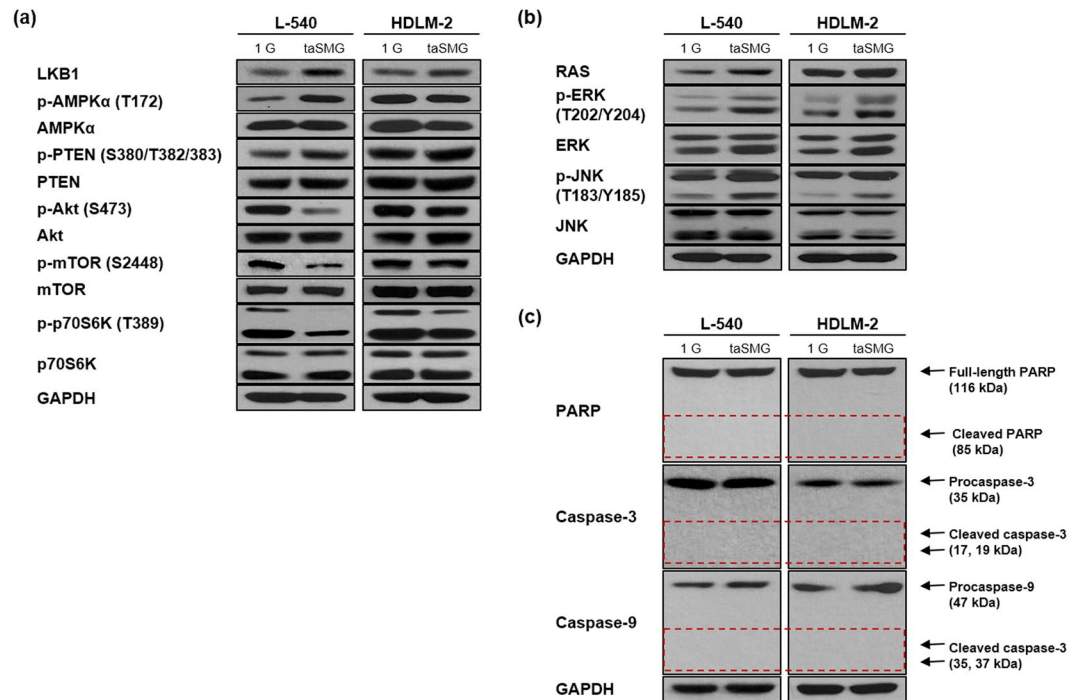 (a)
L-540 HDLM-2
1 G taSMG 1 G taSMG
LKB1
p-AMPKα (T172)
AMPKα
p-PTEN (S380/T382/383)
PTEN
p-Akt (S473)
Akt
p-mTOR (S2448)
mTOR
p-p70S6K (T389)
p70S6K
GAPDH
(b)
L-540 HDLM-2
1 G taSMG 1 G taSMG
RAS
p-ERK
(T202/Y204)
ERK
p-JNK
(T183/Y185)
JNK
GAPDH
(c)
L-540 HDLM-2
1 G taSMG 1 G taSMG
PARP
Full-length PARP
(116 kDa)
Cleaved PARP
(85 kDa)
Caspase-3
Procaspase-3
(35 kDa)
Cleaved caspase-3
(17, 19 kDa)
Caspase-9
Procaspase-9
(47 kDa)
Cleaved caspase-3
(35, 37 kDa)
GAPDH